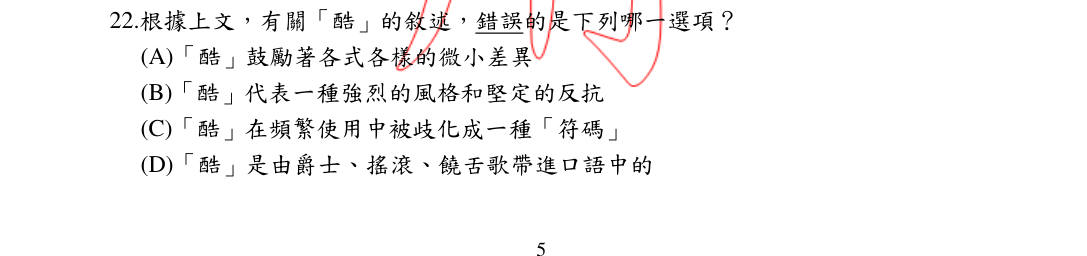 22.根據上文，有關「酷」的敘述，錯誤的是下列哪一選項？
(A)「酷」鼓勵著各式各樣的微小差異
(B)「酷」代表一種強烈的風格和堅定的反抗
(C)「酷」在頻繁使用中被歧化成一種「符碼」
(D)「酷」是由爵士、搖滾、饒舌歌帶進口語中的
5